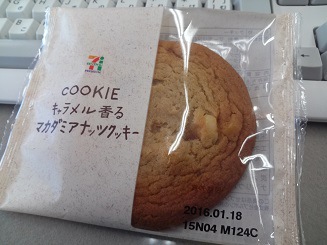 COOKIE
キャラメル香る
マカダミアナッツクッキー
2016.01.18
15N04 M124C